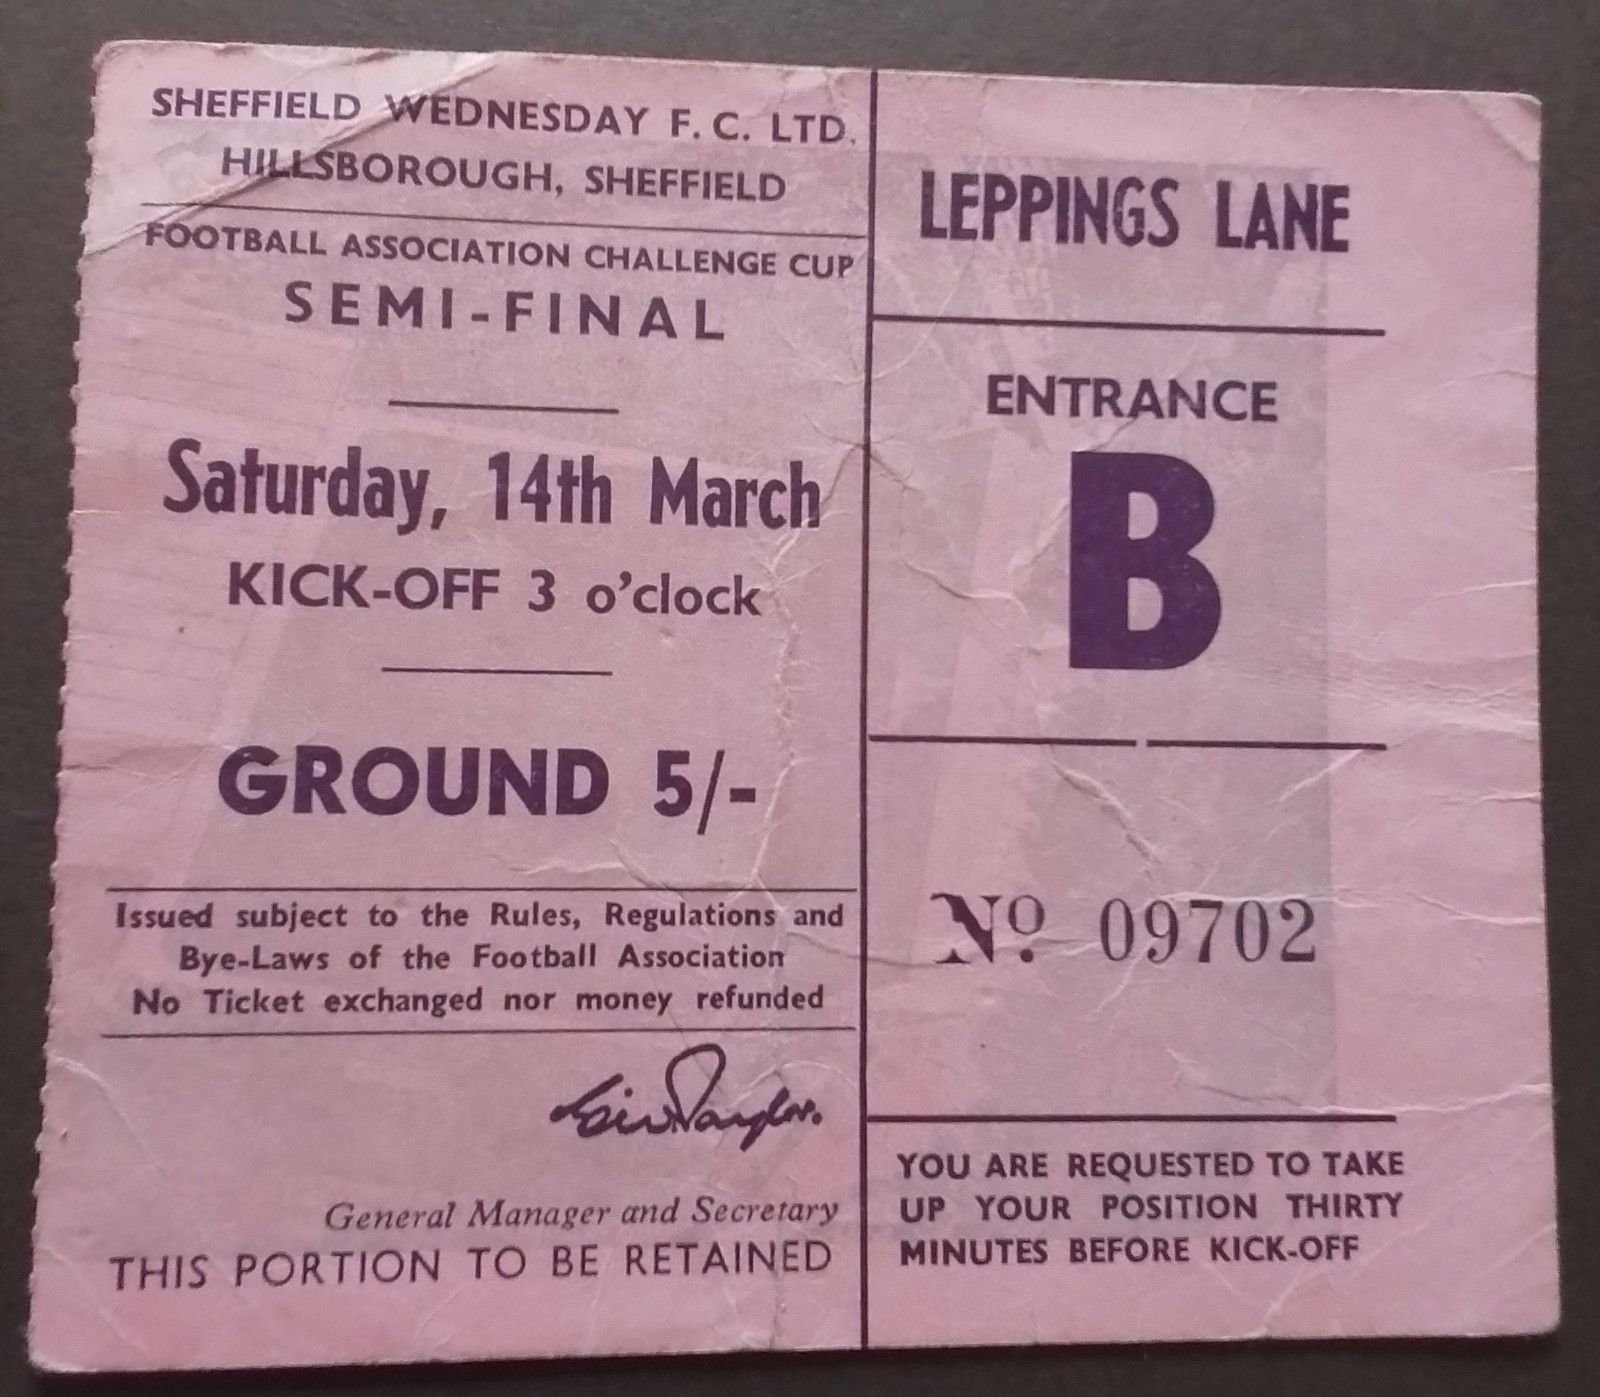 SHEFFIELD WEDNESDAY F. C. LTD.
HILLSBOROUGH, SHEFFIELD
FOOTBALL ASSOCIATION CHALLENGE CUP
SEMI-FINAL
Saturday, 14th March
KICK-OFF 3 o'clock
GROUND 5/-
Issued subject to the Rules, Regulations and
Bye-Laws of the Football Association
No Ticket exchanged nor money refunded
Eric Taylor.
General Manager and Secretary
THIS PORTION TO BE RETAINED
LEPPINGS LANE
ENTRANCE
B
No 09702
YOU ARE REQUESTED TO TAKE
UP YOUR POSITION THIRTY
MINUTES BEFORE KICK-OFF